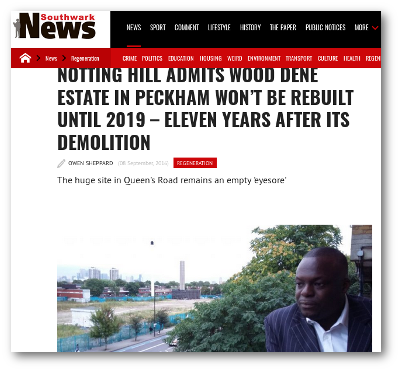 Southwark
News
NEWS SPORT COMMENT LIFESTYLE HISTORY THE PAPER PUBLIC NOTICES MORE
News Regeneration CRIME POLITICS EDUCATION HOUSING WEIRD ENVIRONMENT TRANSPORT CULTURE HEALTH REGEN
NOTTING HILL ADMITS WOOD DENE
ESTATE IN PECKHAM WON'T BE REBUILT
UNTIL 2019 – ELEVEN YEARS AFTER ITS
DEMOLITION
OWEN SHEPPARD (08 September, 2016) REGENERATION
The huge site in Queen's Road remains an empty 'eyesore'